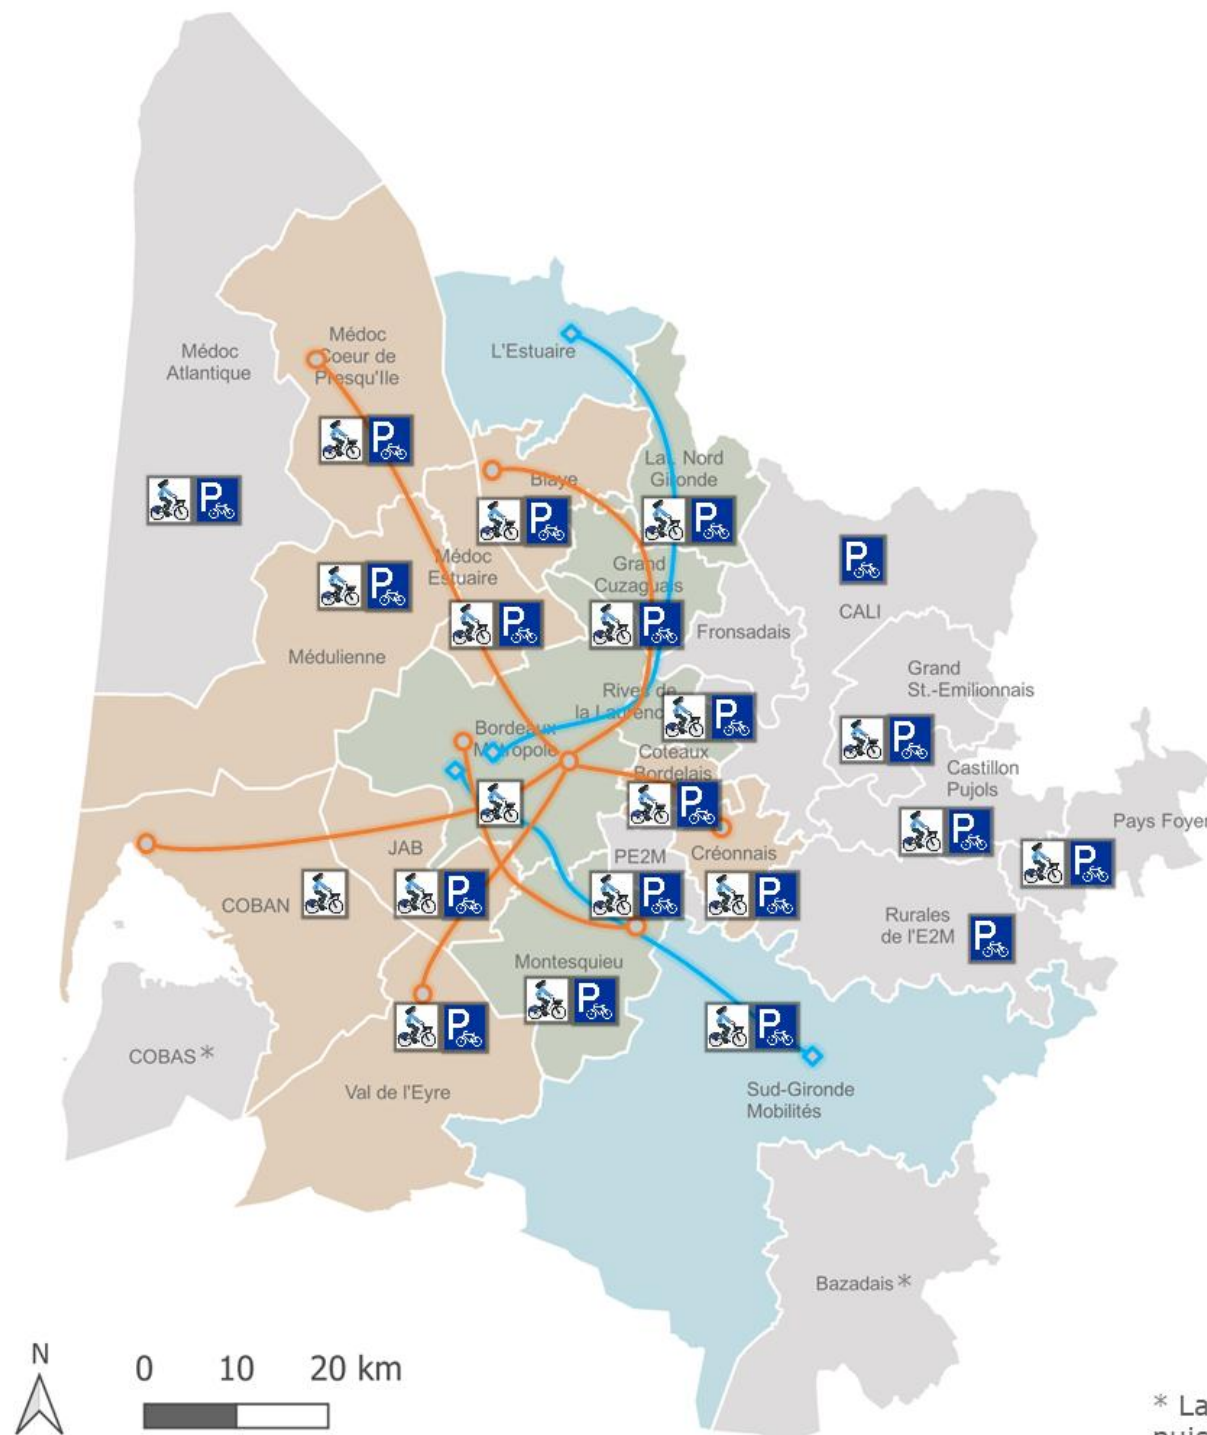 Médoc
Coeur de
Presqu'Ile
L'Estuaire
Médoc
Atlantique
Lat. Nord
Gironde
Blaye
P
P
P
P
Médoc
Estuaire
Grand
Cuzaguais
P
P
CALI
P
P
Fronsadais
Médulienne
Grand
St.-Emilionnais
Rives de
la Laurence
P
Bordeaux
Métropole
Coteaux
Bordelais
P
Castillon
Pujols
P
P
Pays Foyen
JAB
PE2M
Créonnais
P
COBAN
P
P
P
Rurales
de l'E2M
P
Montesquieu
P
P
P
COBAS *
Val de l'Eyre
Sud-Gironde
Mobilités
Bazadais *
N
0 10 20 km
* La